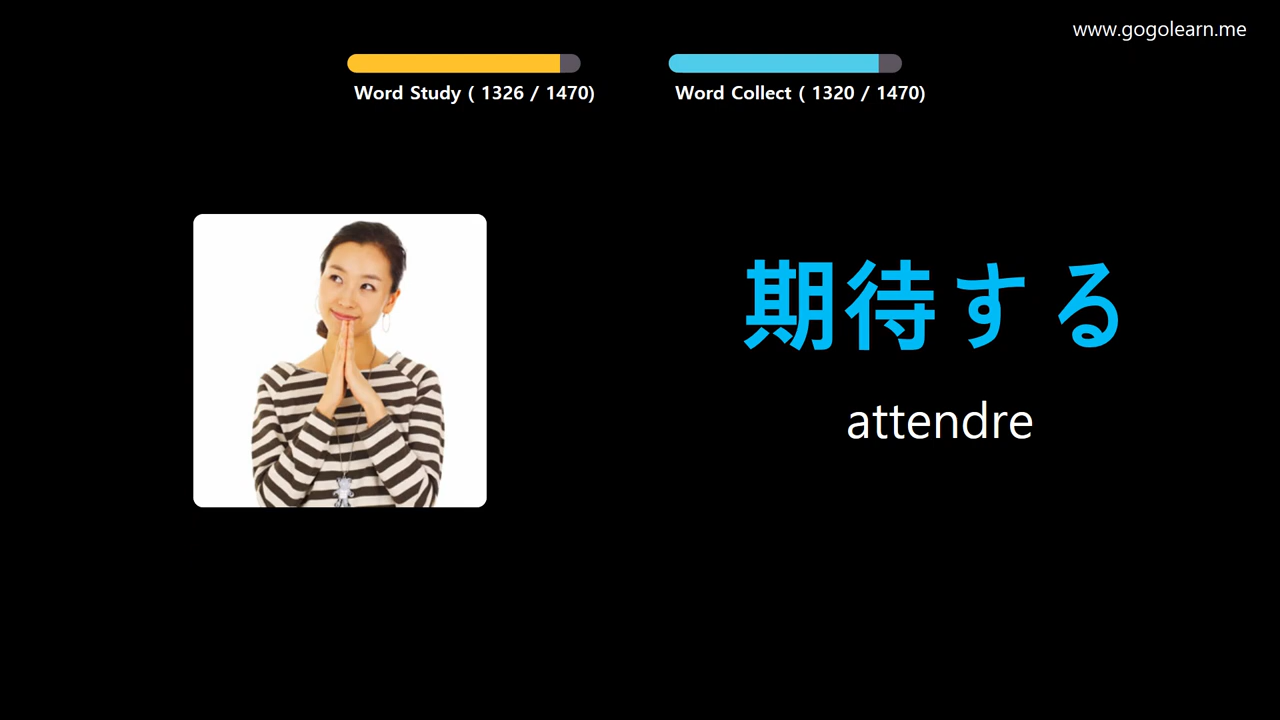 www.gogolearn.me
Word Study ( 1326 / 1470)
Word Collect ( 1320 / 1470)
期待する
attendre